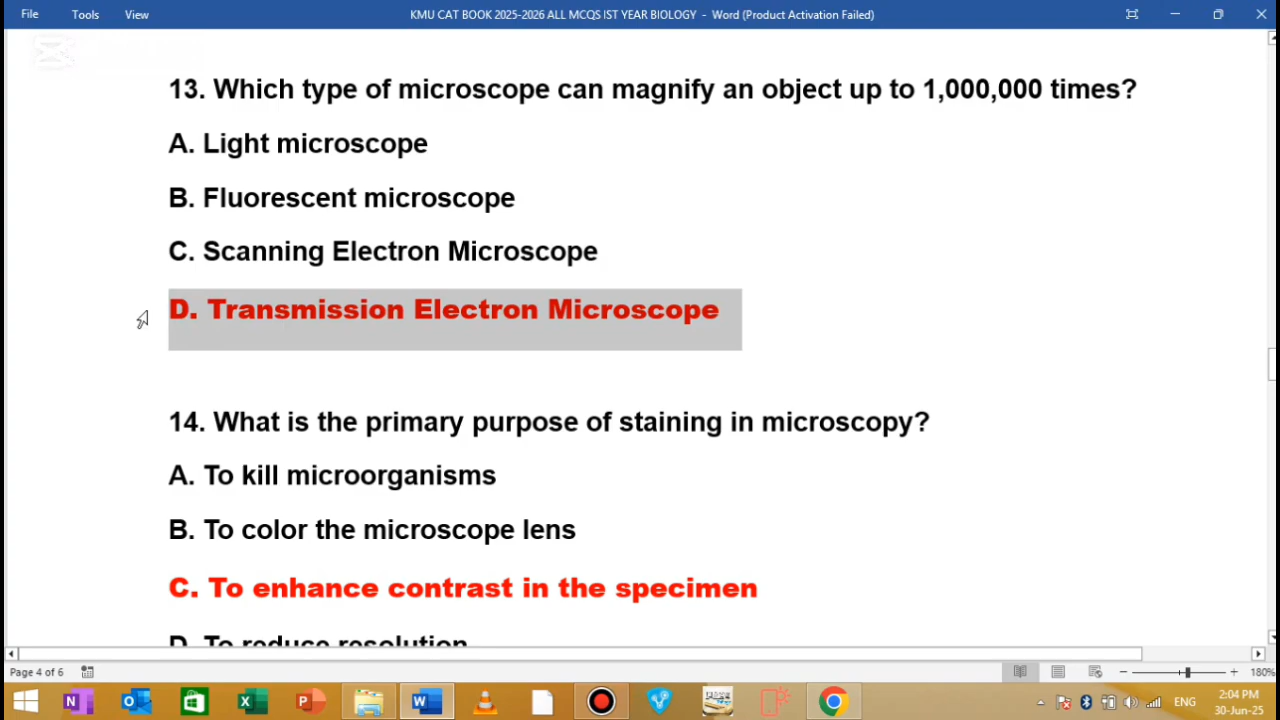 File Tools View KMU CAT BOOK 2025-2026 ALL MCQS IST YEAR BIOLOGY - Word (Product Activation Failed)
13. Which type of microscope can magnify an object up to 1,000,000 times?
A. Light microscope
B. Fluorescent microscope
C. Scanning Electron Microscope
D. Transmission Electron Microscope
14. What is the primary purpose of staining in microscopy?
A. To kill microorganisms
B. To color the microscope lens
C. To enhance contrast in the specimen
D. To reduce resolution
Page 4 of 6 180%
ENG 2:04 PM
30-Jun-25